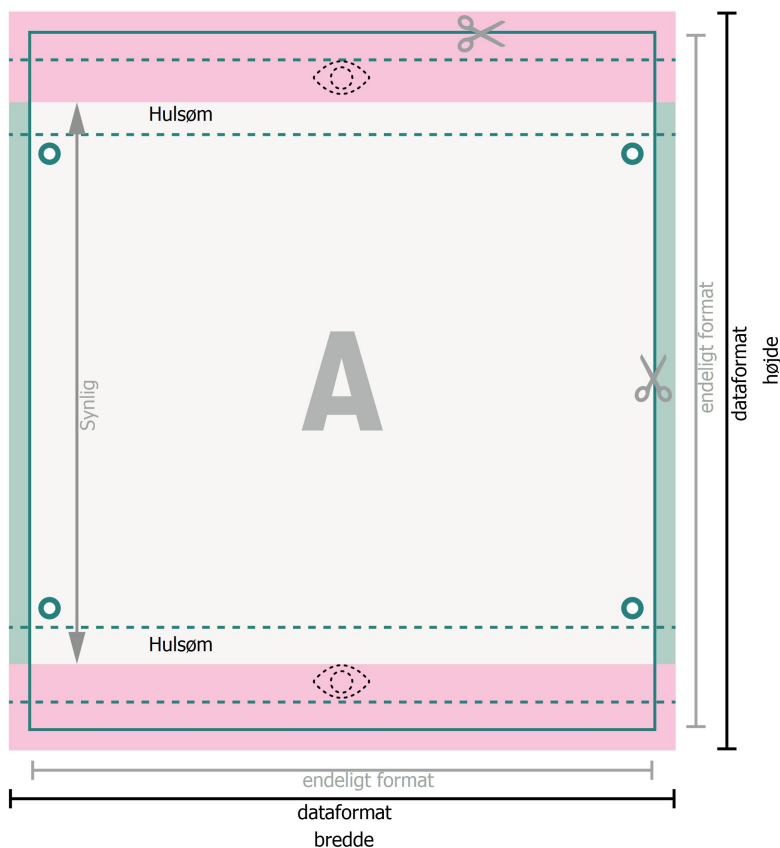 Hulsøm
A
Synlig
Hulsøm
endeligt format
dataformat
højde
endeligt format
dataformat
bredde